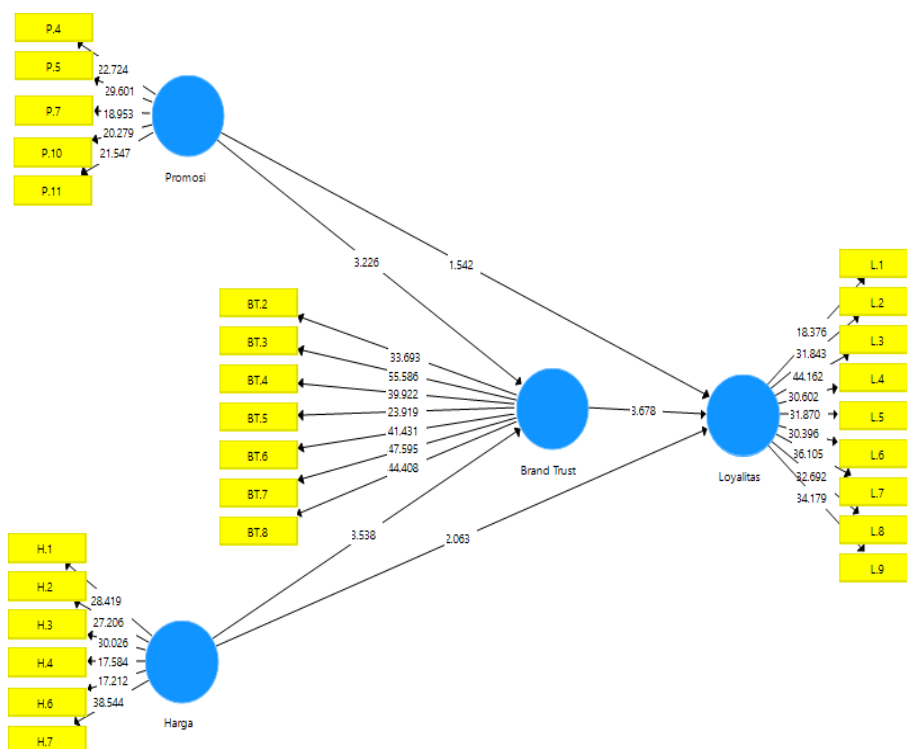 P.4
P.5
P.7
P.10
P.11
22.724
29.601
18.953
20.279
21.547
Promosi
3.226
1.542
BT.2
BT.3
BT.4
BT.5
BT.6
BT.7
BT.8
33.693
55.586
39.922
23.919
41.431
47.595
44.408
Brand Trust
3.678
L.1
L.2
L.3
L.4
L.5
L.6
L.7
L.8
L.9
18.376
31.843
44.162
30.602
31.870
30.396
36.105
32.692
34.179
Loyalitas
3.538
2.063
H.1
H.2
H.3
H.4
H.6
H.7
28.419
27.206
30.026
17.584
17.212
38.544
Harga